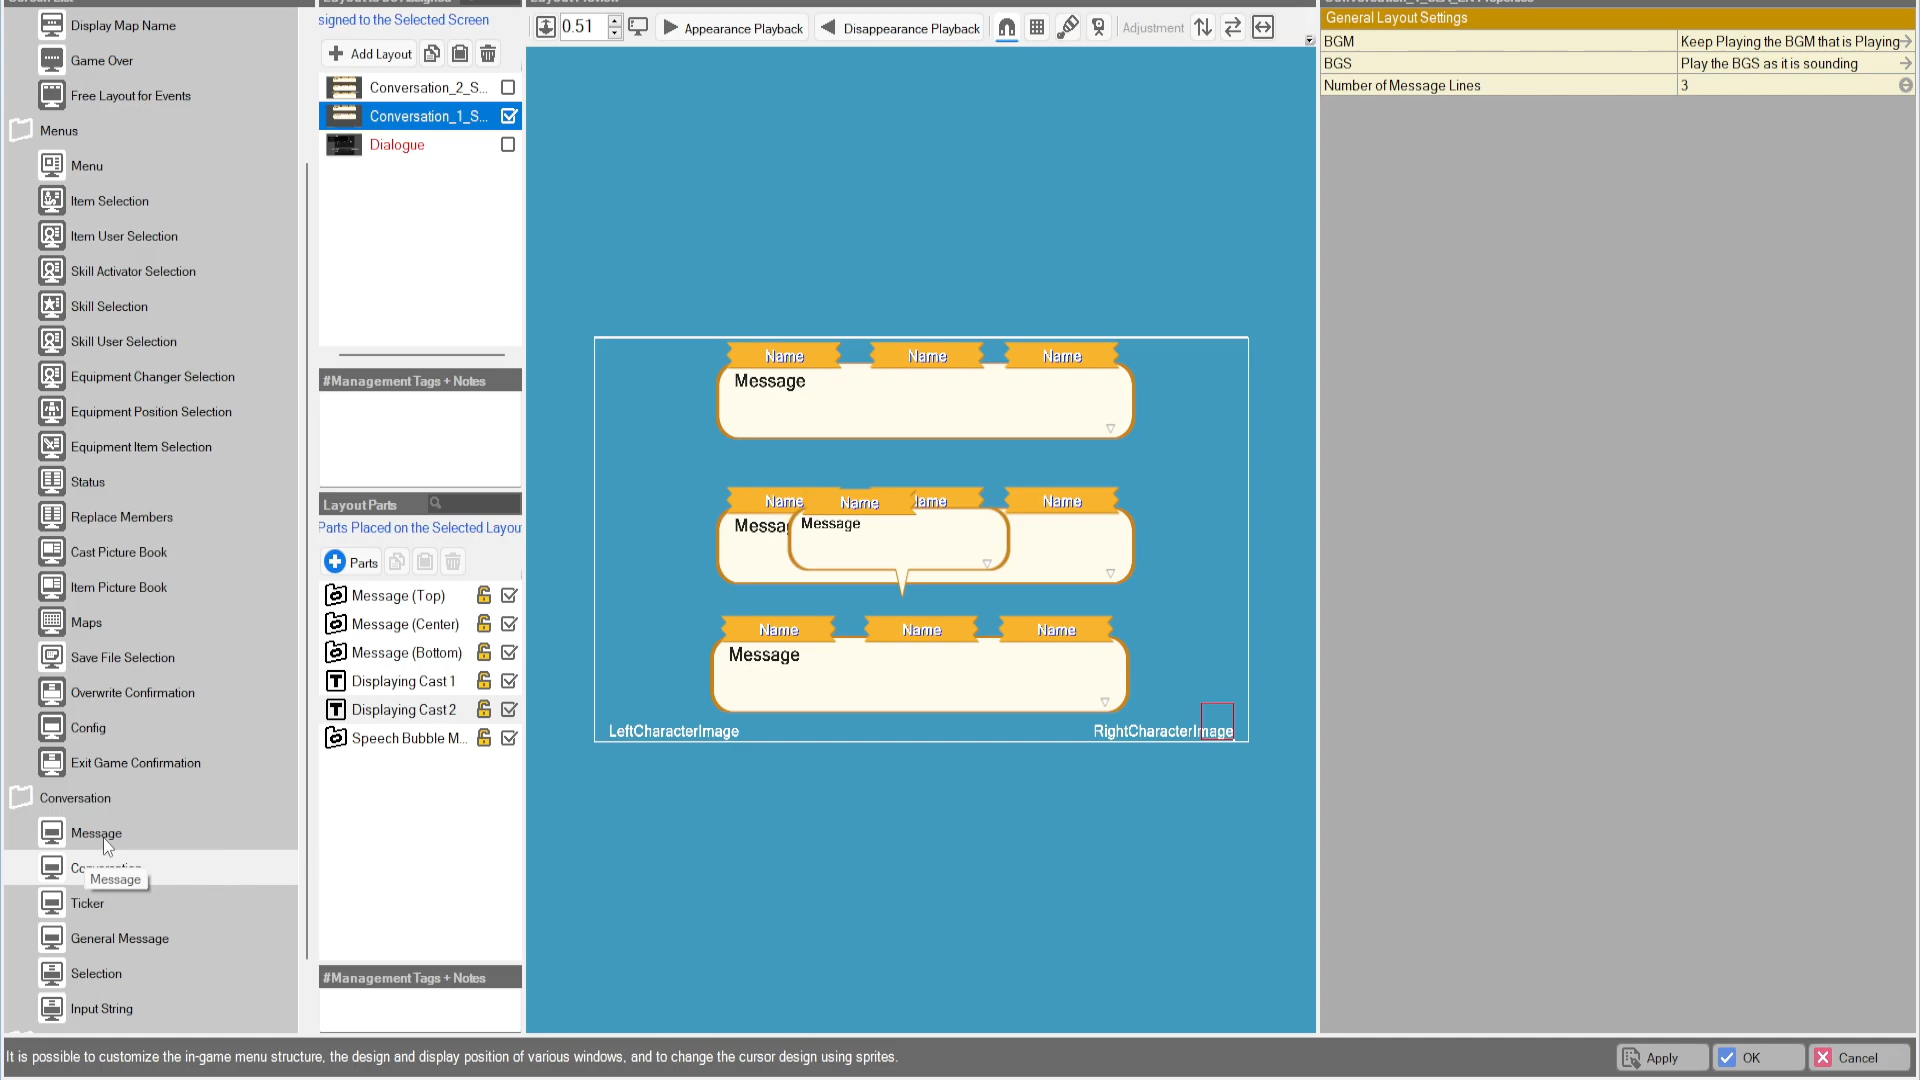 Display Map Name
Game Over
Free Layout for Events
Menus
Menu
Item Selection
Item User Selection
Skill Activator Selection
Skill Selection
Skill User Selection
Equipment Changer Selection
Equipment Position Selection
Equipment Item Selection
Status
Replace Members
Cast Picture Book
Item Picture Book
Maps
Save File Selection
Overwrite Confirmation
Config
Exit Game Confirmation
Conversation
Message
Message
Ticker
General Message
Selection
Input String
signed to the Selected Screen
Add Layout
Conversation_2_S...
Conversation_1_S...
Dialogue
#Management Tags + Notes
Layout Parts
Parts Placed on the Selected Layou
Parts
Message (Top)
Message (Center)
Message (Bottom)
Displaying Cast 1
Displaying Cast 2
Speech Bubble M...
#Management Tags + Notes
0.51
Appearance Playback
Disappearance Playback
Adjustment
Name Name Name
Message
Name Name Name Name
Message
Message
Name Name Name
Message
LeftCharacterImage
RightCharacterImage
General Layout Settings
BGM Keep Playing the BGM that is Playing
BGS Play the BGS as it is sounding
Number of Message Lines 3
It is possible to customize the in-game menu structure, the design and display position of various windows, and to change the cursor design using sprites.
Apply
OK
Cancel